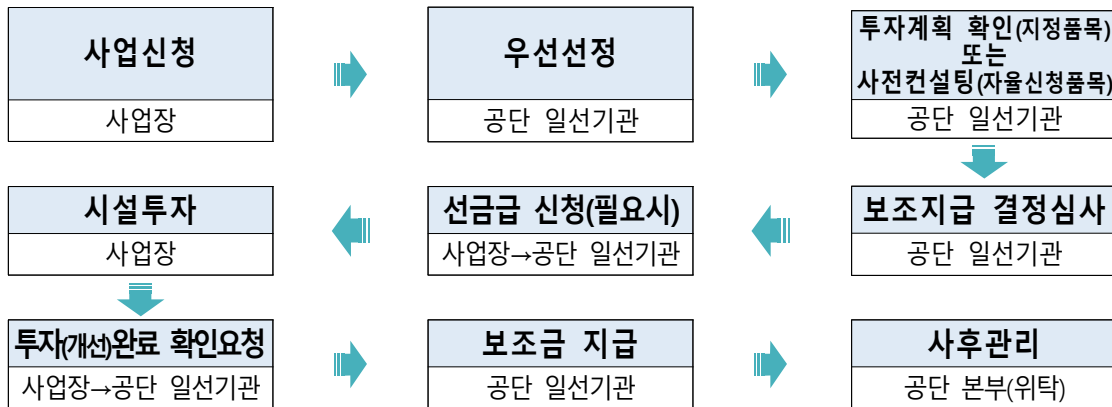 사업신청
사업장
우선선정
공단 일선기관
투자계획 확인(지정품목)
또는
사전컨설팅(자율신청품목)
공단 일선기관
보조지급 결정심사
공단 일선기관
선금급 신청(필요시)
사업장→공단 일선기관
시설투자
사업장
투자(개선)완료 확인요청
사업장→공단 일선기관
보조금 지급
공단 일선기관
사후관리
공단 본부(위탁)